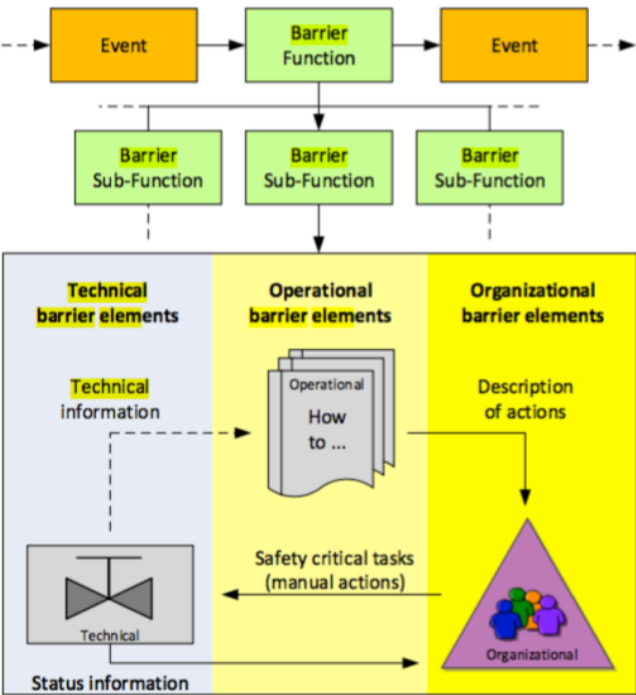 Event
Barrier
Function
Event
Barrier
Sub-Function
Barrier
Sub-Function
Barrier
Sub-Function
Technical
barrier elements
Operational
barrier elements
Organizational
barrier elements
Technical
information
Operational
How
to ...
Description
of actions
Safety critical tasks
(manual actions)
Technical
Organizational
Status information